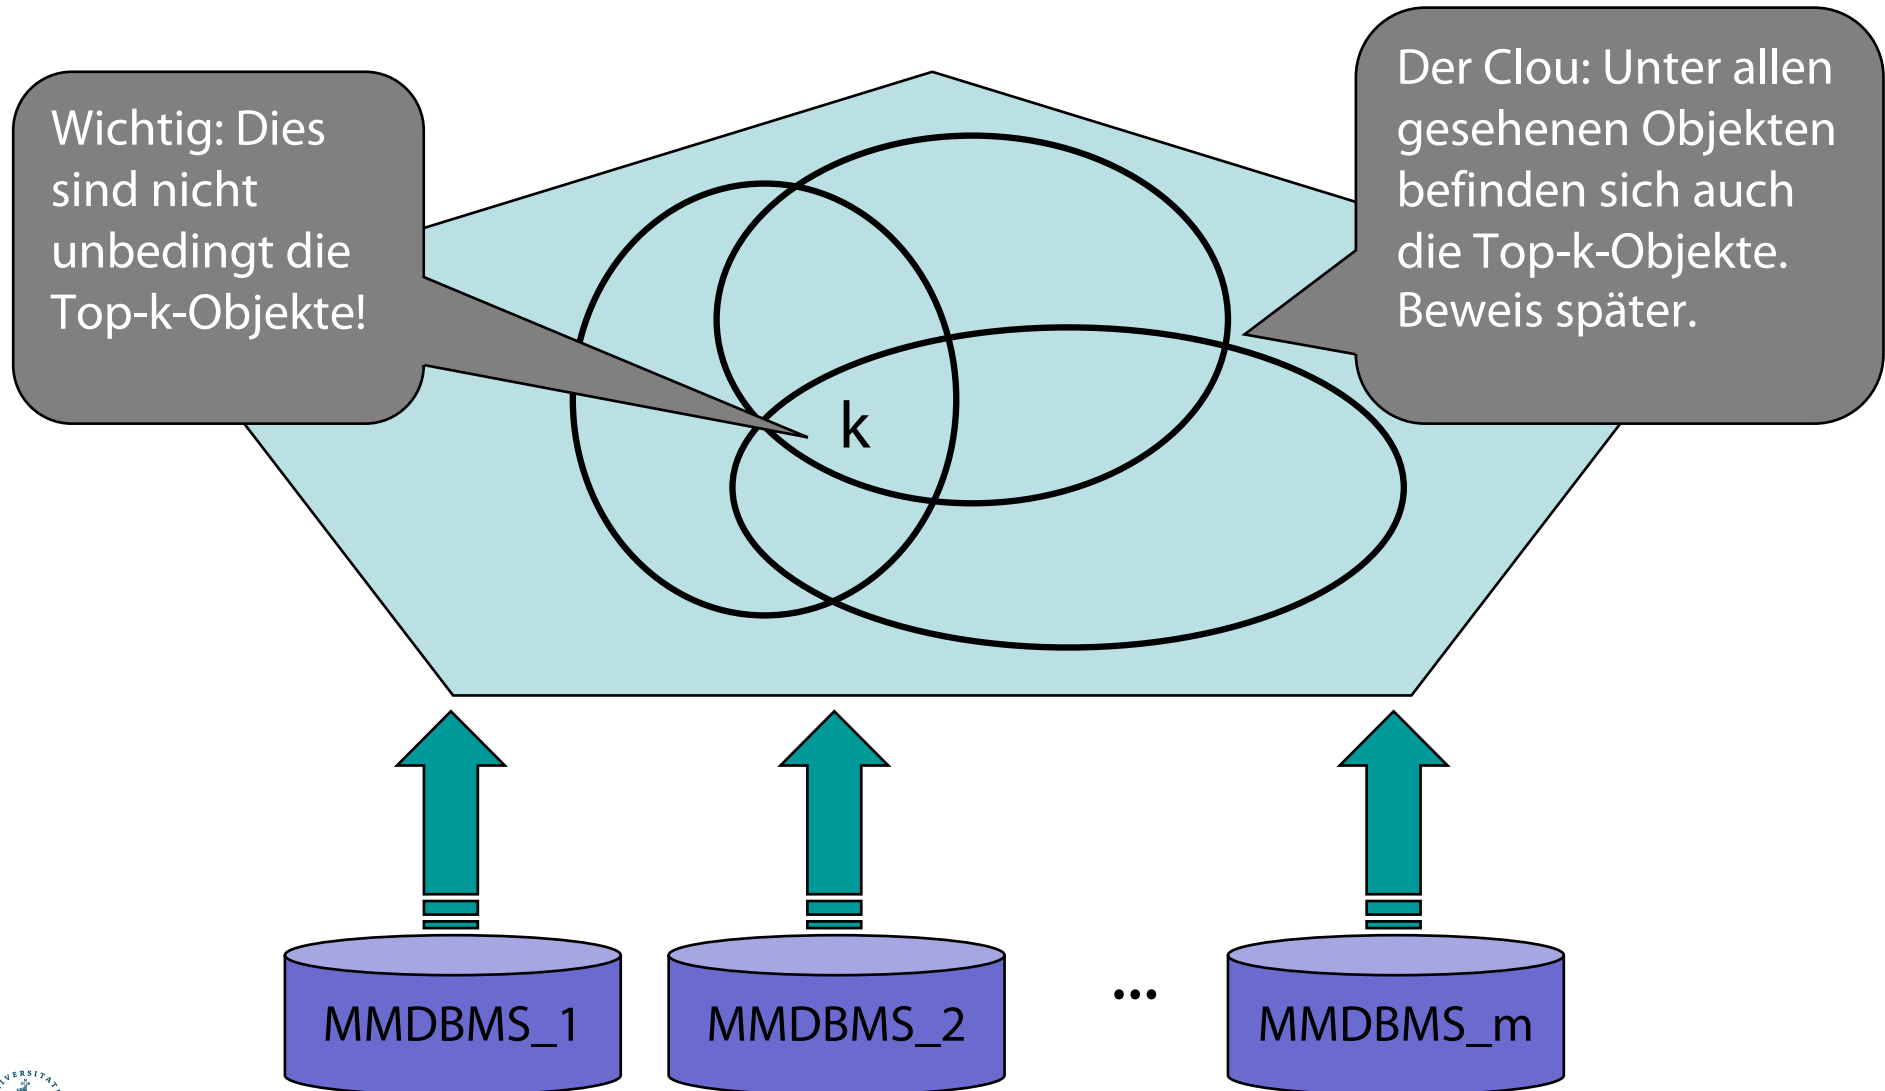 Wichtig: Dies
sind nicht
unbedingt die
Top-k-Objekte!
Der Clou: Unter allen
gesehenen Objekten
befinden sich auch
die Top-k-Objekte.
Beweis später.
k
MMDBMS_1
MMDBMS_2
...
MMDBMS_m